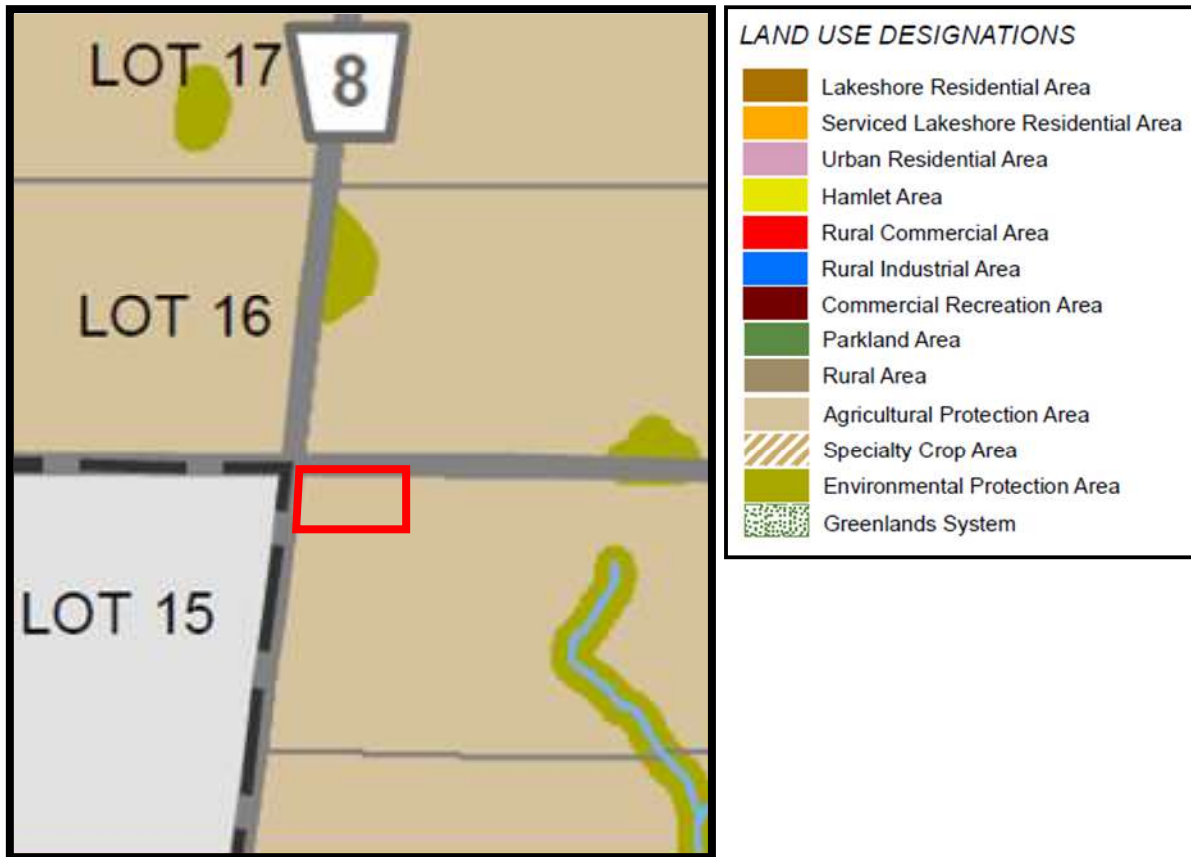 LOT 17
8
LOT 16
LOT 15
LAND USE DESIGNATIONS
Lakeshore Residential Area
Serviced Lakeshore Residential Area
Urban Residential Area
Hamlet Area
Rural Commercial Area
Rural Industrial Area
Commercial Recreation Area
Parkland Area
Rural Area
Agricultural Protection Area
Specialty Crop Area
Environmental Protection Area
Greenlands System